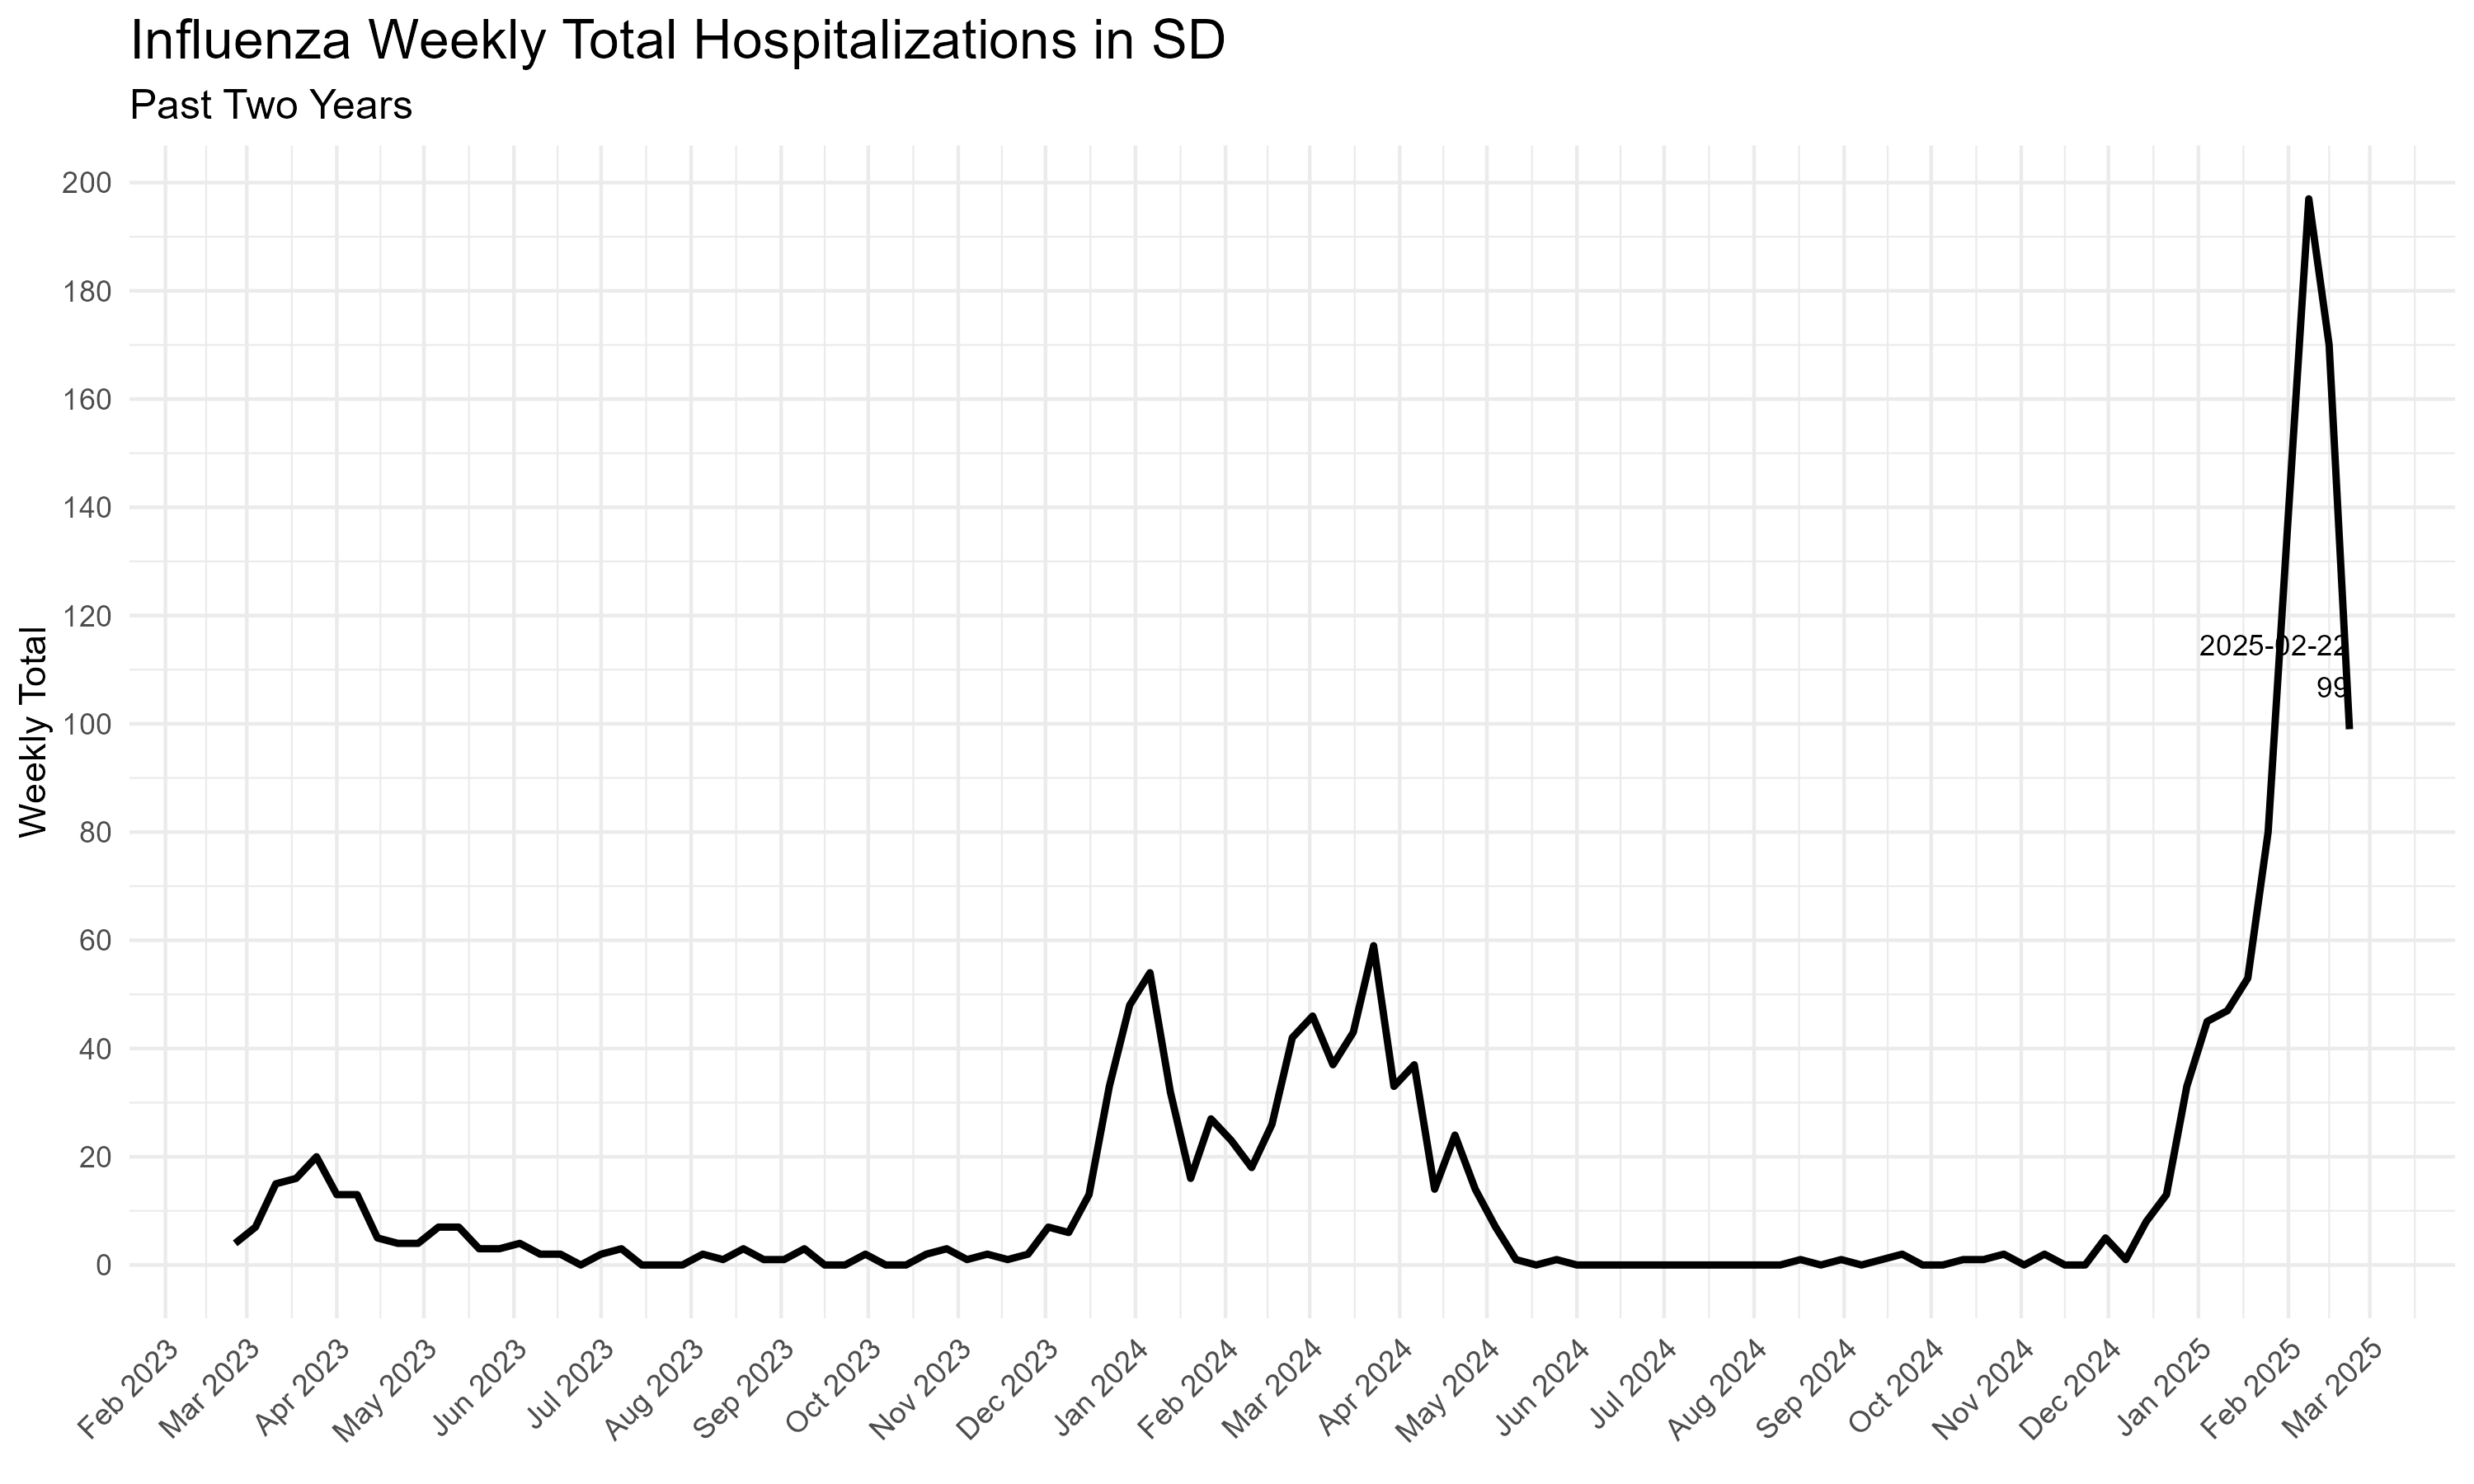 Influenza Weekly Total Hospitalizations in SD
Past Two Years
Weekly Total
200
180
160
140
120
100
80
60
40
20
0
2025-02-22
99
Feb 2023
Mar 2023
Apr 2023
May 2023
Jun 2023
Jul 2023
Aug 2023
Sep 2023
Oct 2023
Nov 2023
Dec 2023
Jan 2024
Feb 2024
Mar 2024
Apr 2024
May 2024
Jun 2024
Jul 2024
Aug 2024
Sep 2024
Oct 2024
Nov 2024
Dec 2024
Jan 2025
Feb 2025
Mar 2025